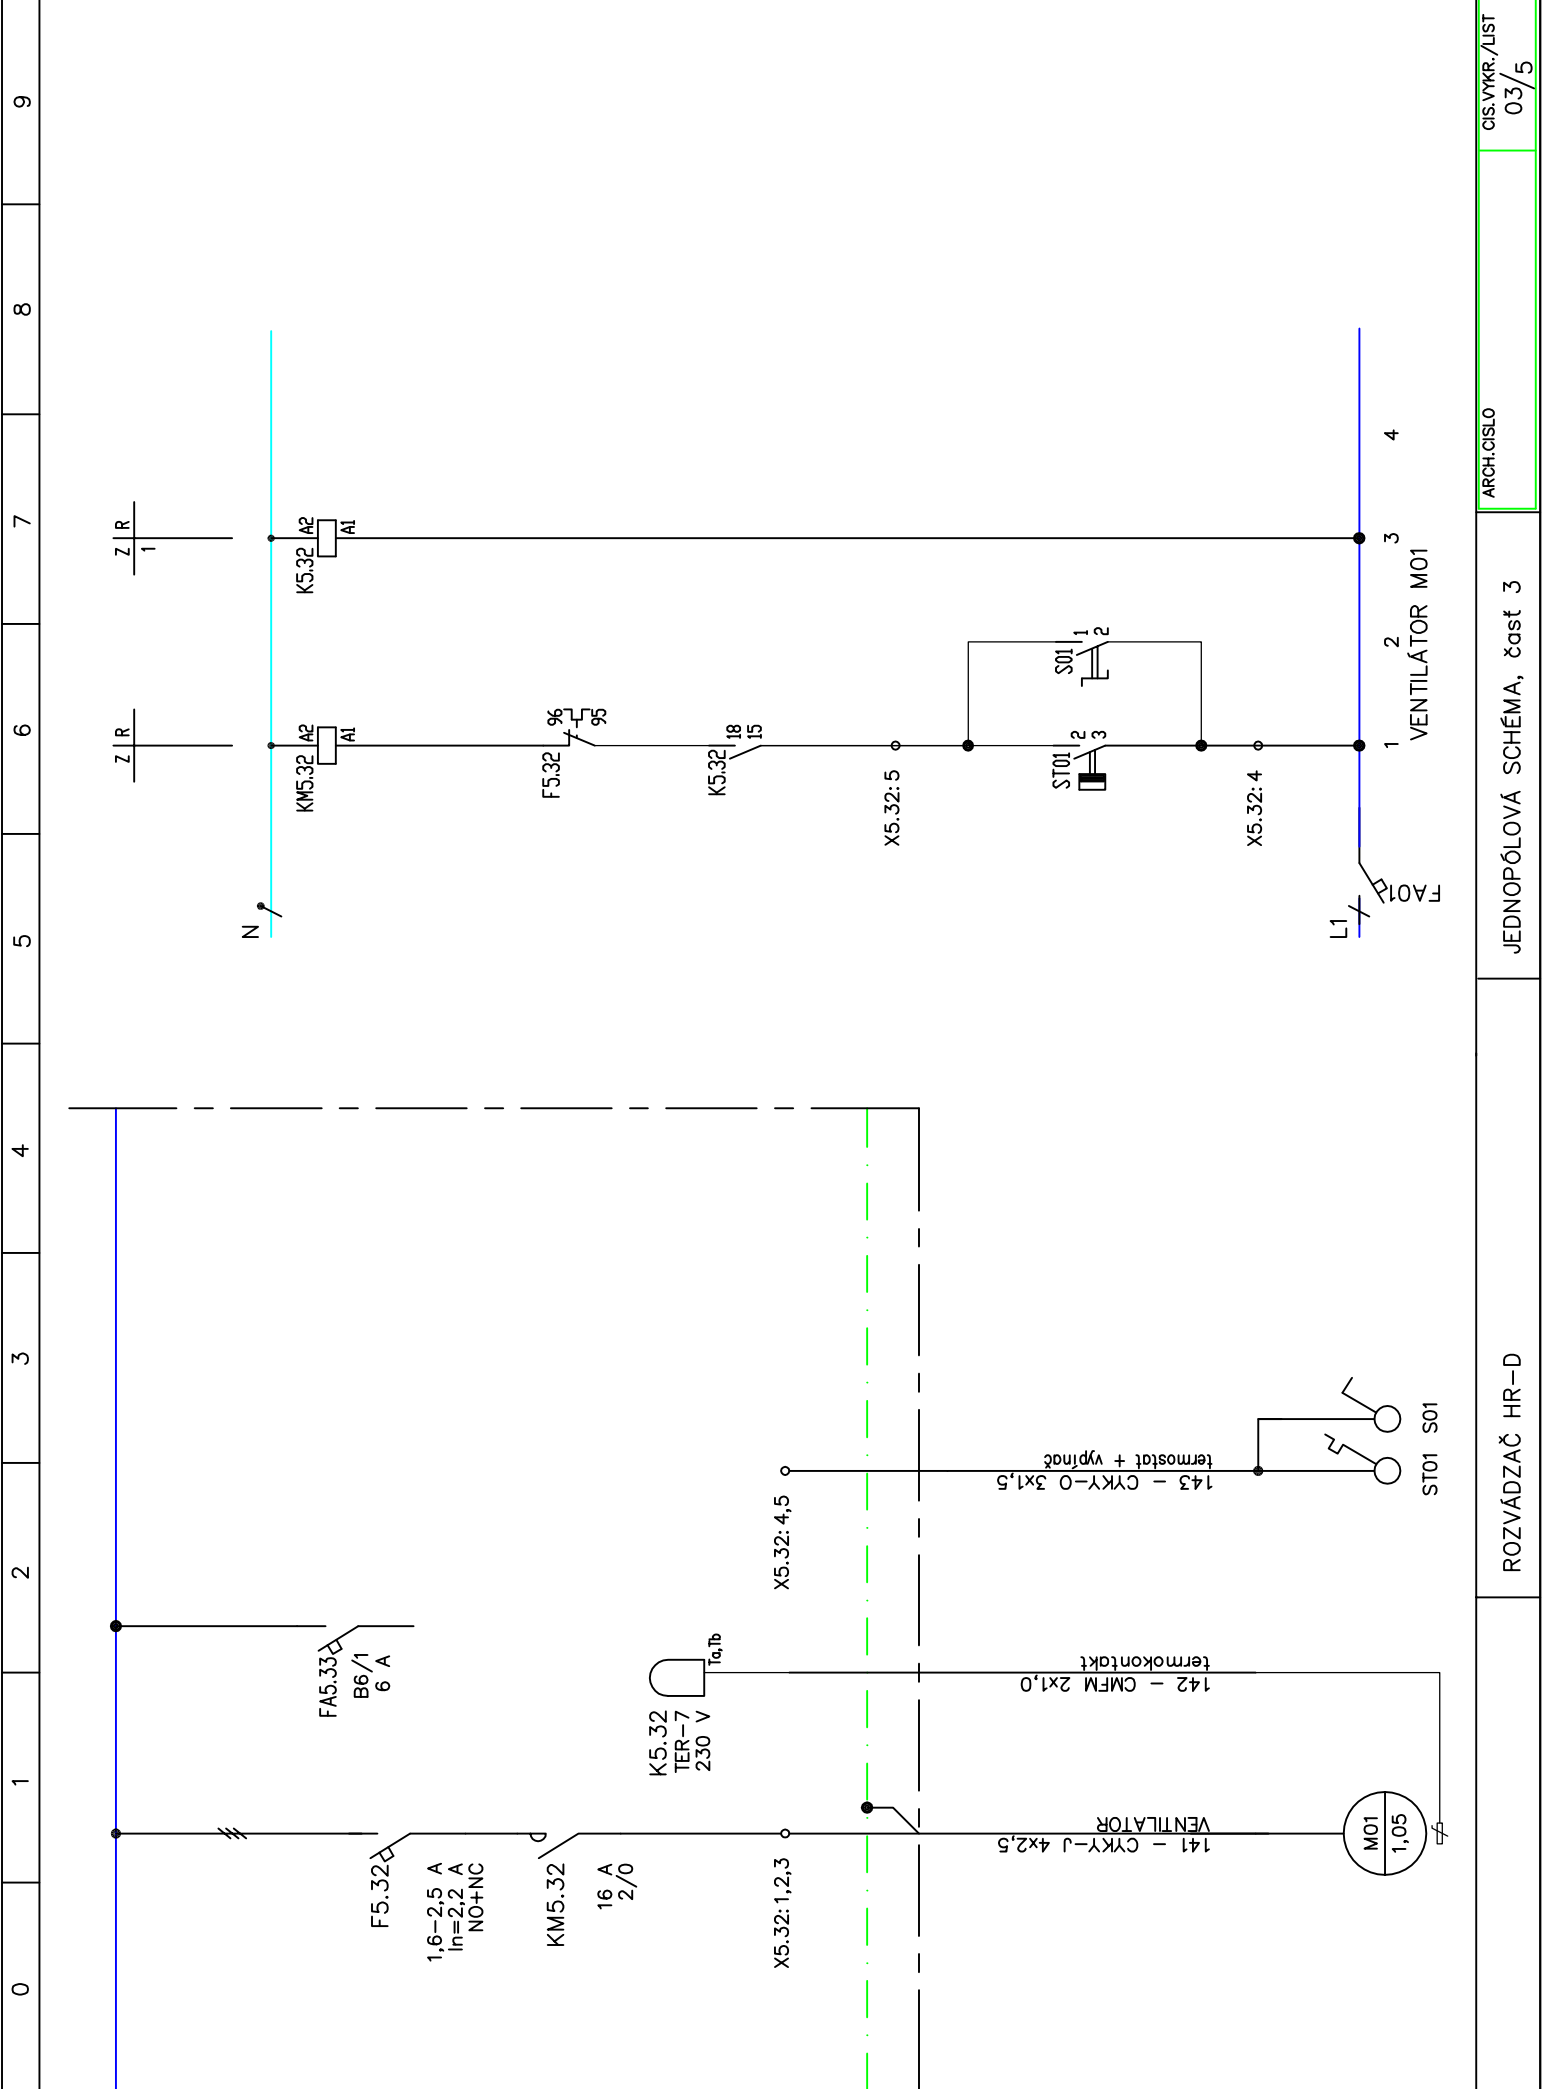 0
1
2
3
4
5
6
7
8
9
F5.32
1,6-2,5 A
In=2,2 A
NO+NC
KM5.32
16 A
2/0
X5.32:1,2,3
141 - CYKY-J 4x2,5
VENTILATOR
M01
1,05
FA5.33
B6/1
6 A
K5.32
TER-7
230 V
Ta,Tb
142 - CMFM 2x1,0
termokontakt
X5.32:4,5
143 - CYKY-O 3x1,5
termostat + vypínač
ST01
S01
N
L1
FA01
Z R
KM5.32
A2
A1
F5.32
96
95
K5.32
18
15
X5.32:5
ST01
2
3
S01
1
2
X5.32:4
Z R
1
K5.32
A2
A1
1
2
3
4
VENTILÁTOR M01
ROZVÁDZAČ HR-D
JEDNOPÓLOVÁ SCHÉMA, časť 3
ARCH.CISLO
CIS.VYKR./LIST
03/5